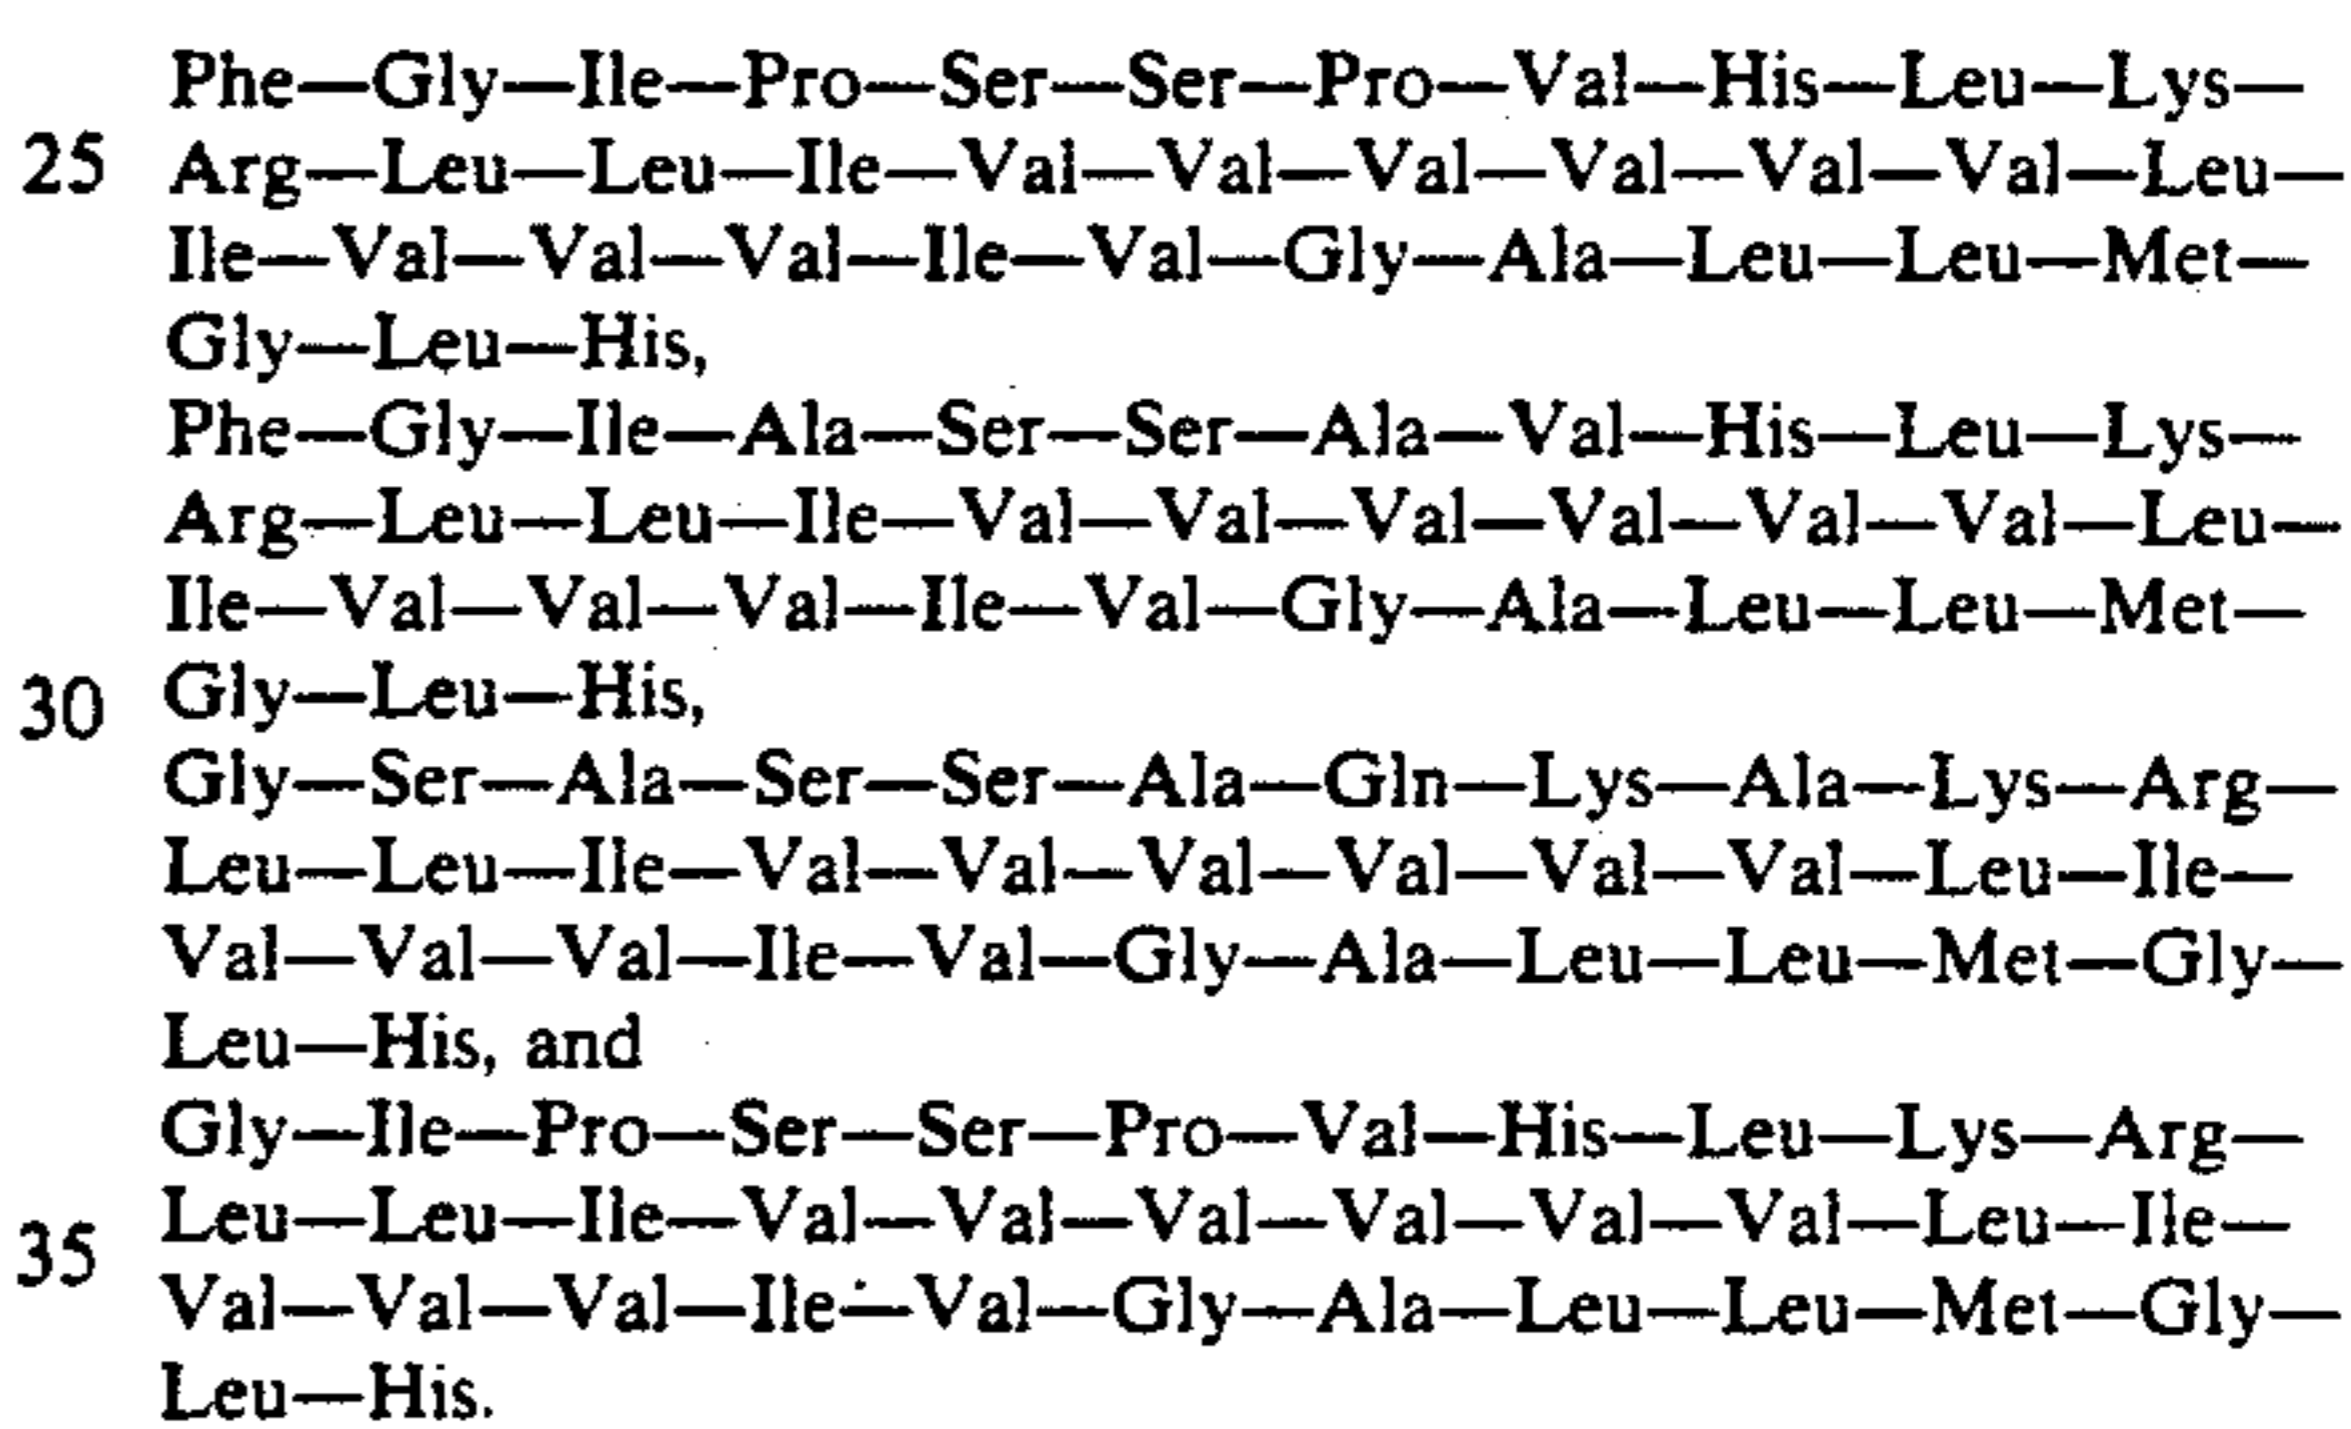 Phe—Gly—Ile—Pro—Ser—Ser—Pro—Val—His—Leu—Lys—
25 Arg—Leu—Leu—Ile—Val—Val—Val—Val—Val—Val—Leu—
Ile—Val—Val—Val—Ile—Val—Gly—Ala—Leu—Leu—Met—
Gly—Leu—His,
Phe—Gly—Ile—Ala—Ser—Ser—Ala—Val—His—Leu—Lys—
Arg—Leu—Leu—Ile—Val—Val—Val—Val—Val—Val—Leu—
Ile—Val—Val—Val—Ile—Val—Gly—Ala—Leu—Leu—Met—
30 Gly—Leu—His,
Gly—Ser—Ala—Ser—Ser—Ala—Gln—Lys—Ala—Lys—Arg—
Leu—Leu—Ile—Val—Val—Val—Val—Val—Val—Leu—Ile—
Val—Val—Val—Ile—Val—Gly—Ala—Leu—Leu—Met—Gly—
Leu—His, and
Gly—Ile—Pro—Ser—Ser—Pro—Val—His—Leu—Lys—Arg—
35 Leu—Leu—Ile—Val—Val—Val—Val—Val—Val—Leu—Ile—
Val—Val—Val—Ile—Val—Gly—Ala—Leu—Leu—Met—Gly—
Leu—His.